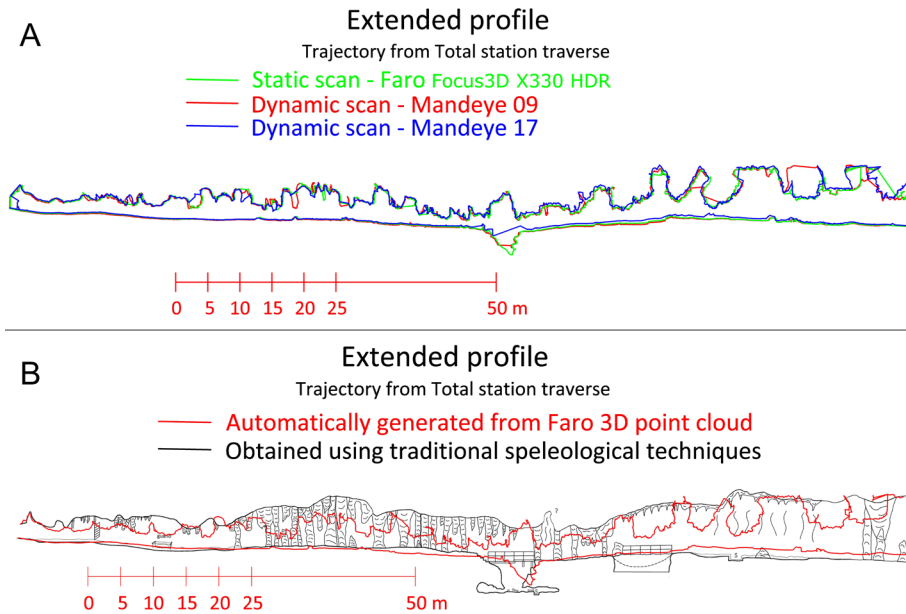 A
Extended profile
Trajectory from Total station traverse
Static scan - Faro Focus3D X330 HDR
Dynamic scan - Mandeye 09
Dynamic scan - Mandeye 17
0 5 10 15 20 25 50 m
B
Extended profile
Trajectory from Total station traverse
Automatically generated from Faro 3D point cloud
Obtained using traditional speleological techniques
?
0 5 10 15 20 25 50 m